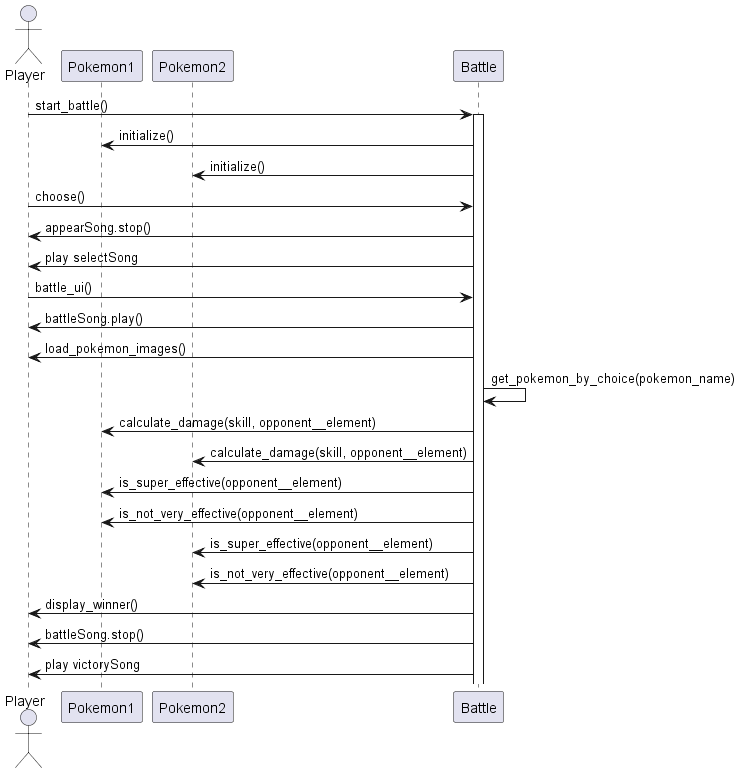 Player
Pokemon1
Pokemon2
Battle
start_battle()
initialize()
initialize()
choose()
appearSong.stop()
play selectSong
battle_ui()
battleSong.play()
load_pokemon_images()
get_pokemon_by_choice(pokemon_name)
calculate_damage(skill, opponent__element)
calculate_damage(skill, opponent__element)
is_super_effective(opponent__element)
is_not_very_effective(opponent__element)
is_super_effective(opponent__element)
is_not_very_effective(opponent__element)
display_winner()
battleSong.stop()
play victorySong
Player
Pokemon1
Pokemon2
Battle